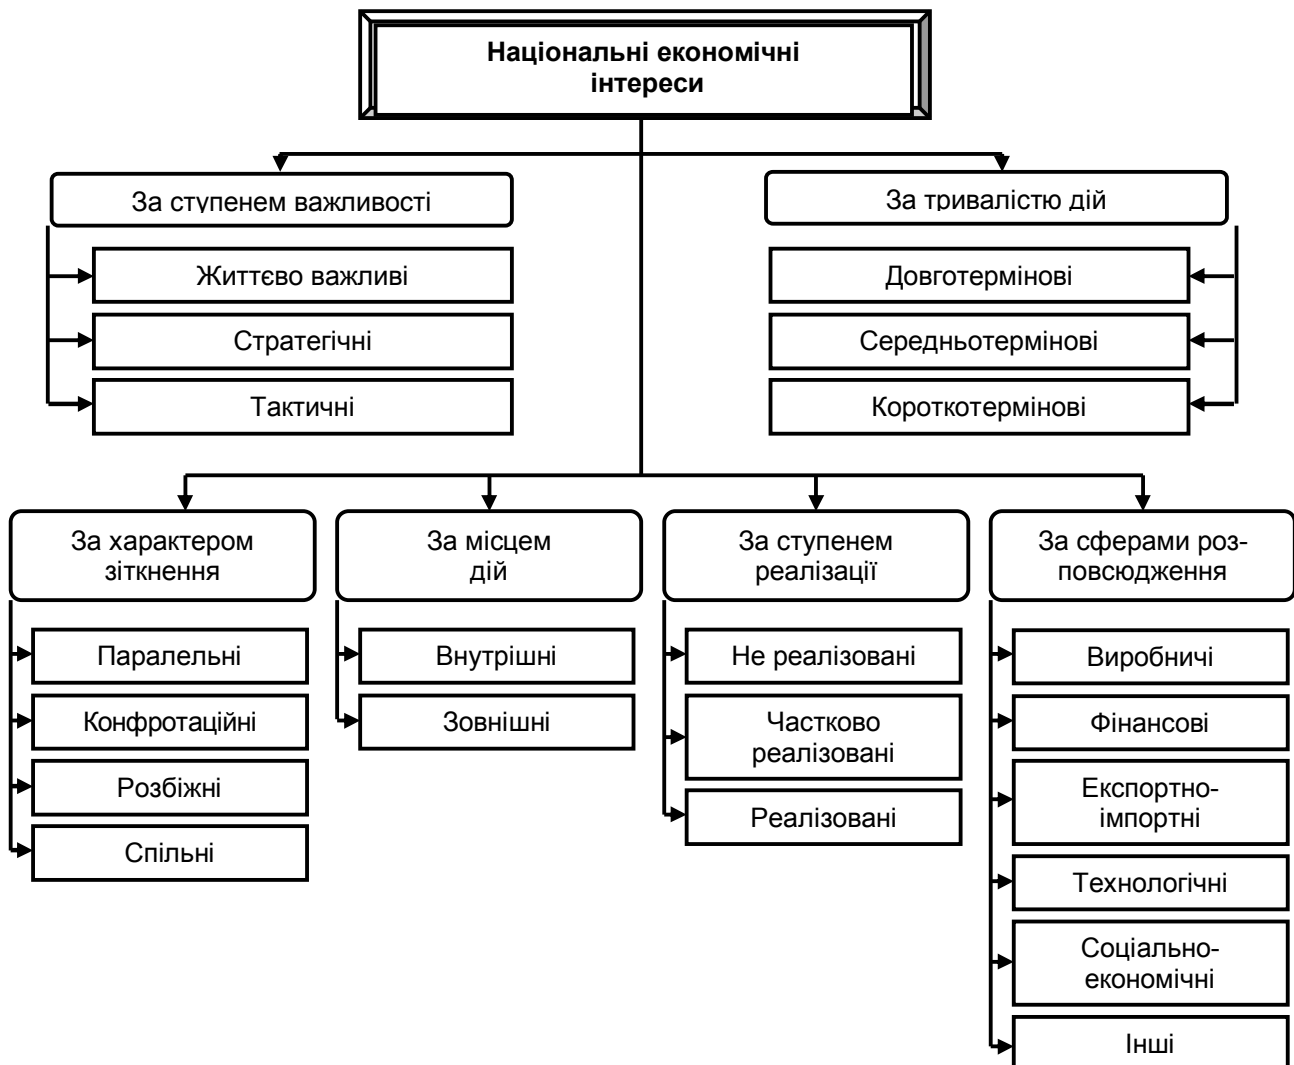 Національні економічні
інтереси
За ступенем важливості
Життєво важливі
Стратегічні
Тактичні
За тривалістю дій
Довготермінові
Середньотермінові
Короткотермінові
За характером
зіткнення
Паралельні
Конфротаційні
Розбіжні
Спільні
За місцем
дій
Внутрішні
Зовнішні
За ступенем
реалізації
Не реалізовані
Частково
реалізовані
Реалізовані
За сферами роз-
повсюдження
Виробничі
Фінансові
Експортно-
імпортні
Технологічні
Соціально-
економічні
Інші